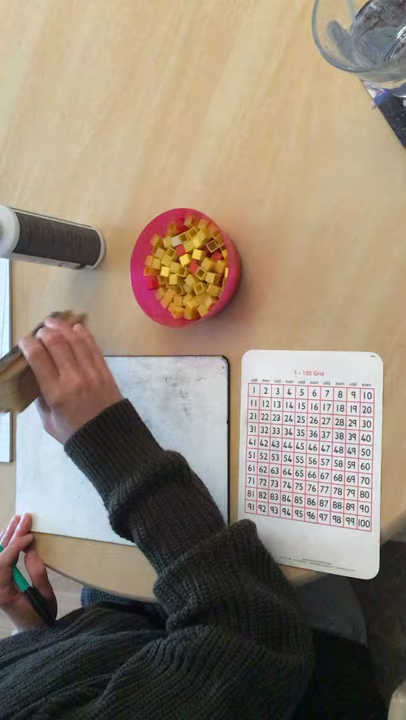 1 - 100 Grid
odd even odd even odd even odd even odd even
1 2 3 4 5 6 7 8 9 10
11 12 13 14 15 16 17 18 19 20
21 22 23 24 25 26 27 28 29 30
31 32 33 34 35 36 37 38 39 40
41 42 43 44 45 46 47 48 49 50
51 52 53 54 55 56 57 58 59 60
61 62 63 64 65 66 67 68 69 70
71 72 73 74 75 76 77 78 79 80
81 82 83 84 85 86 87 88 89 90
91 92 93 94 95 96 97 98 99 100